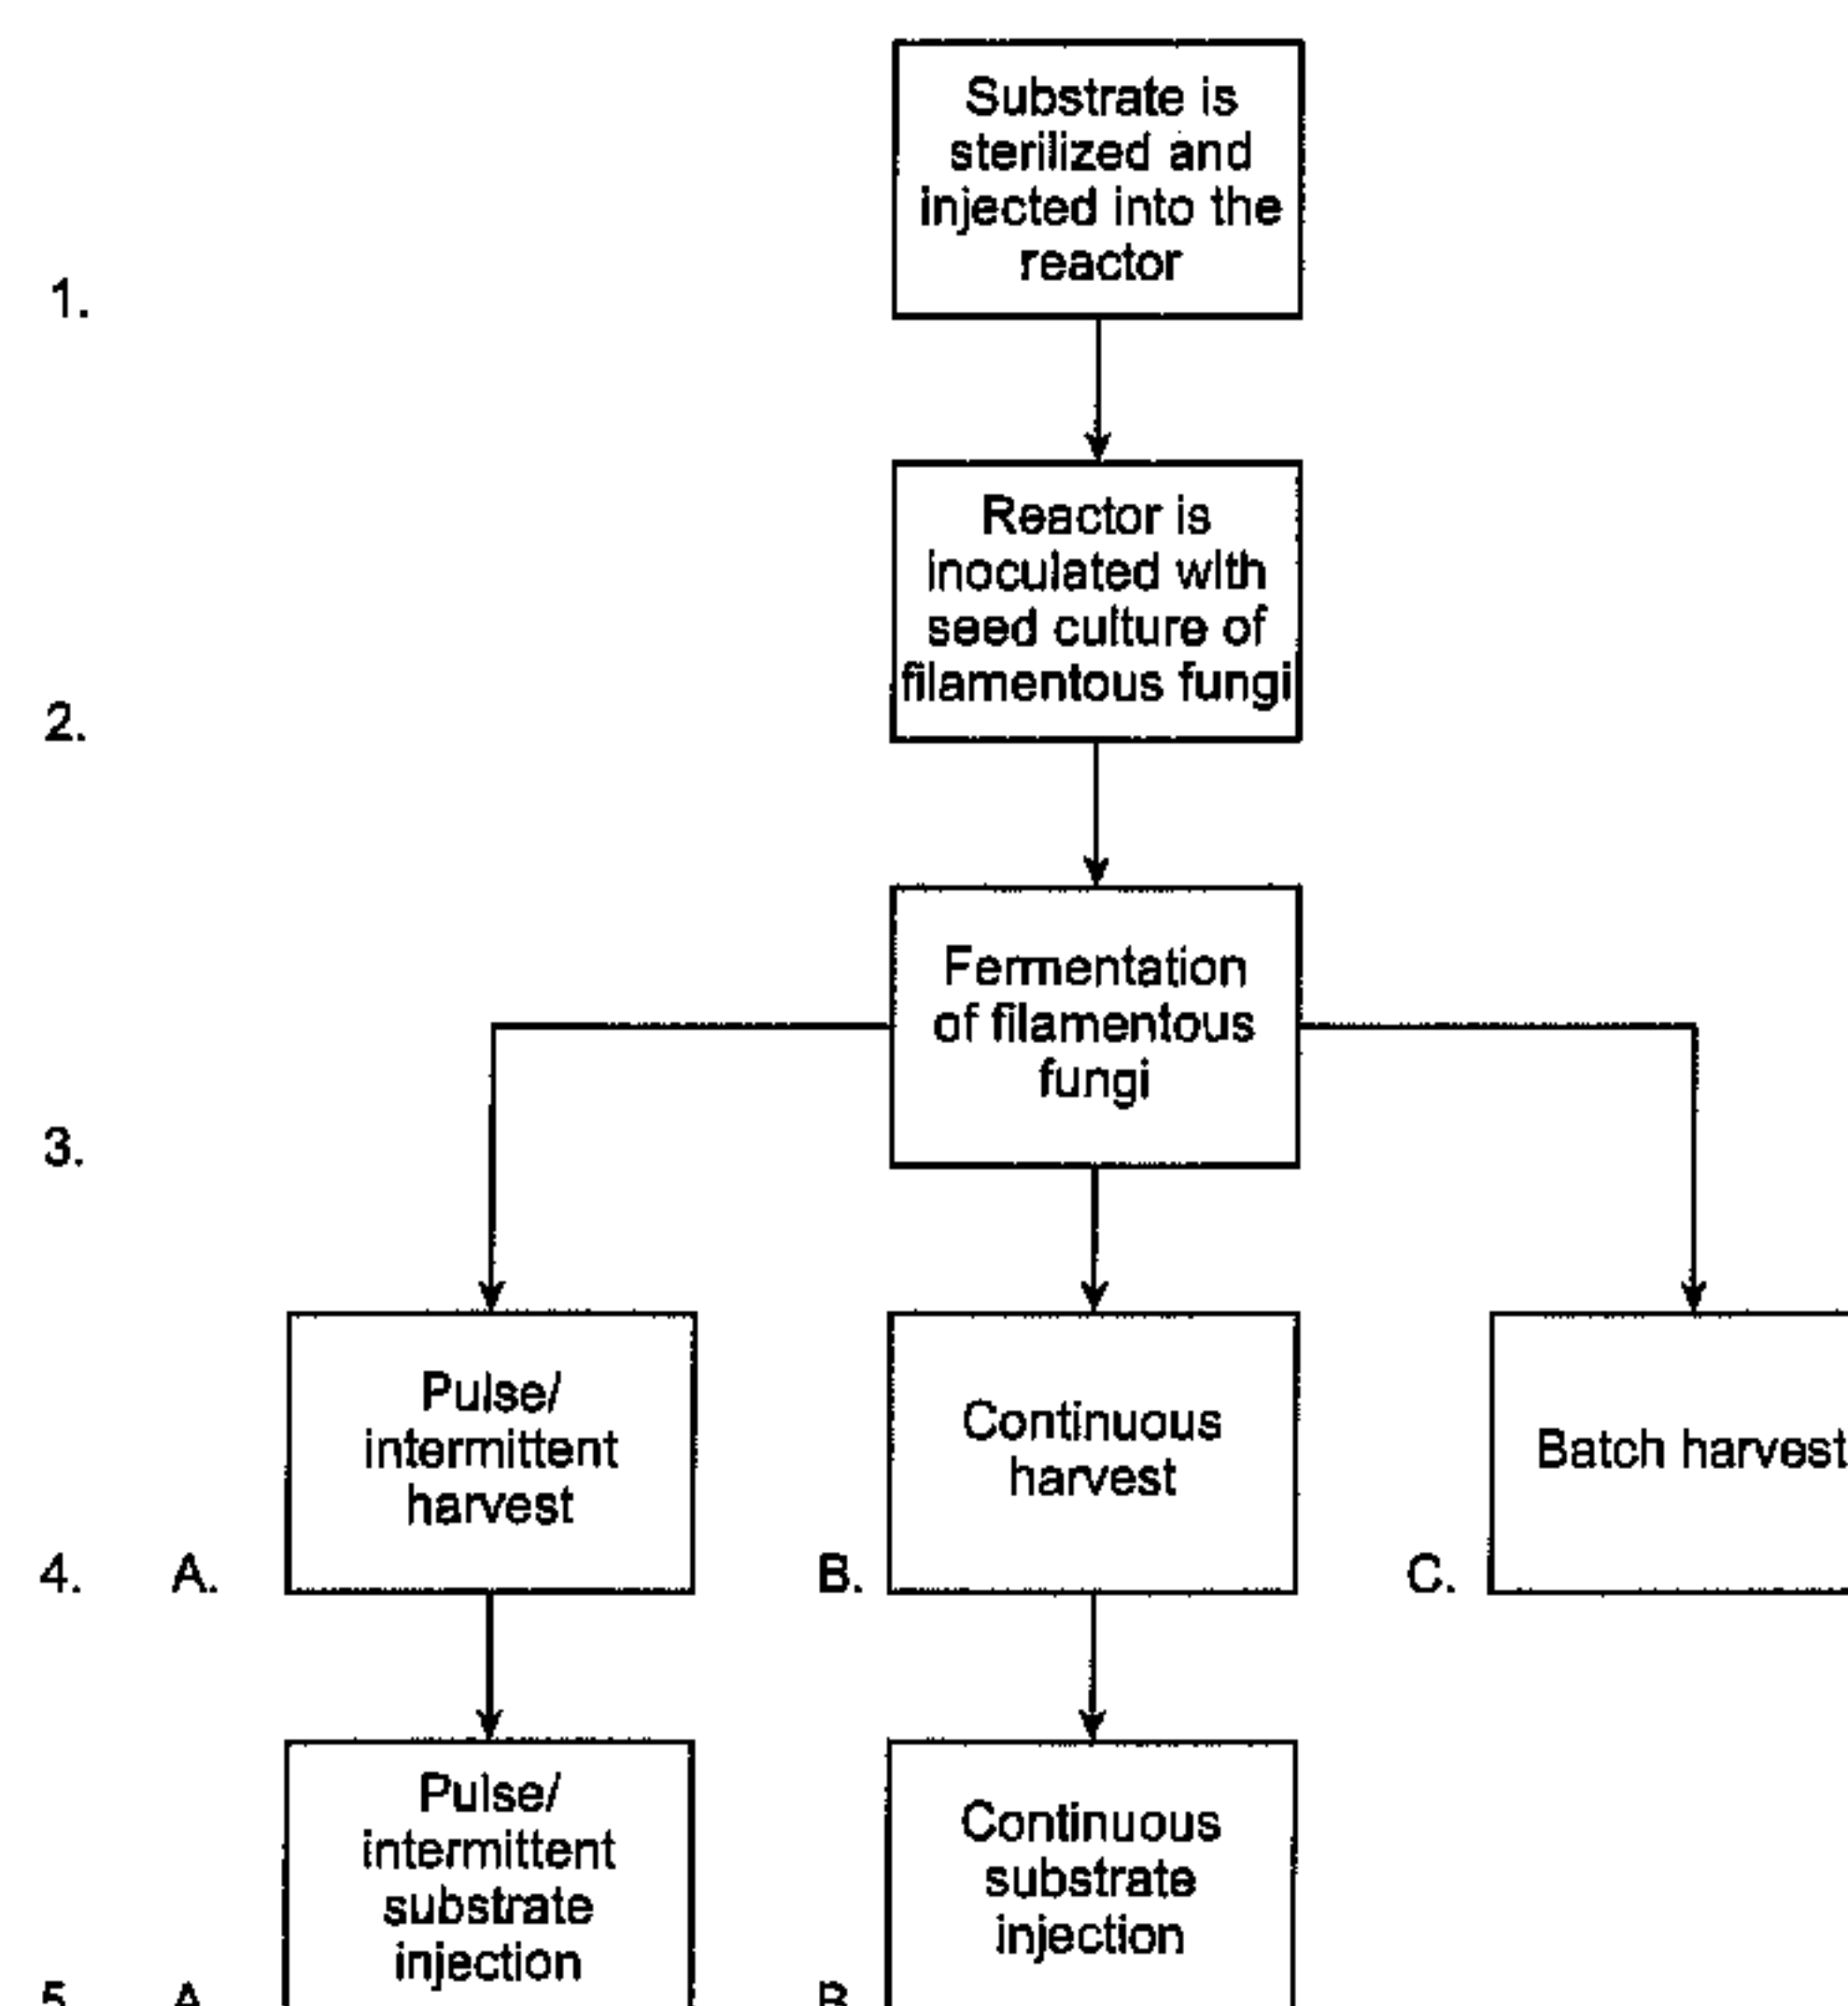 Substrate is
sterilized and
injected into the
reactor
1.
Reactor is
inoculated with
seed culture of
filamentous fungi
2.
Fermentation
of filamentous
fungi
3.
Pulse/
intermittent
harvest
Continuous
harvest
Batch harvest
4.
A.
B.
C.
Pulse/
intermittent
substrate
injection
Continuous
substrate
injection
5
A
B